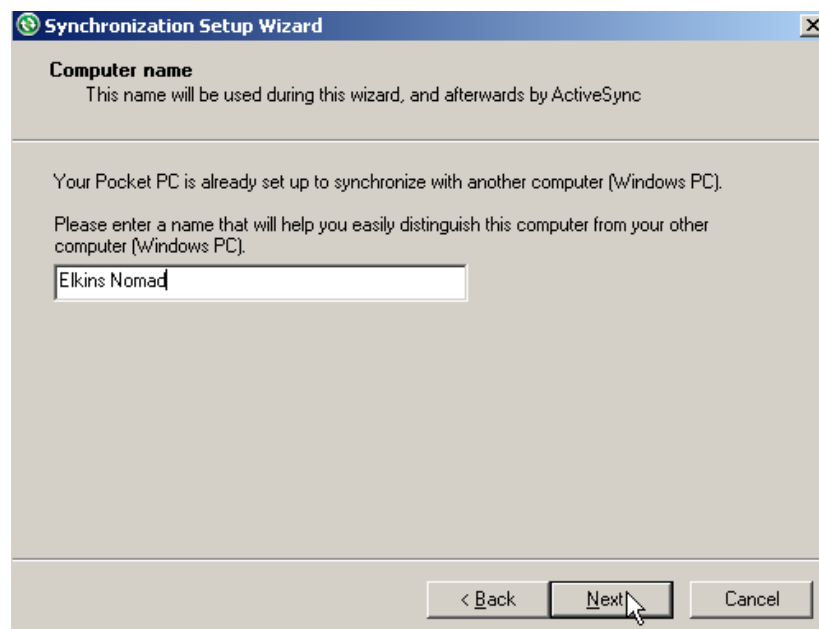 Synchronization Setup Wizard
Computer name
This name will be used during this wizard, and afterwards by ActiveSync
Your Pocket PC is already set up to synchronize with another computer (Windows PC).
Please enter a name that will help you easily distinguish this computer from your other
computer (Windows PC).
Elkins Nomad
< Back Next Cancel